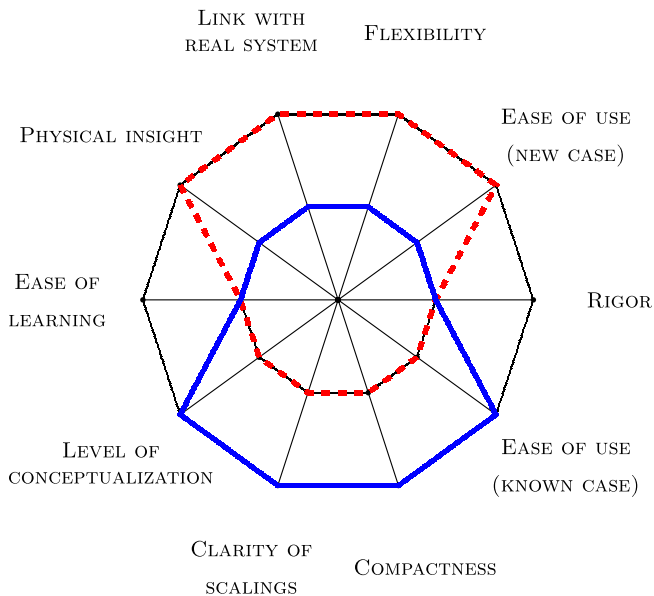 Link with
real system
Flexibility
Ease of use
(new case)
Physical insight
Ease of
learning
Rigor
Level of
conceptualization
Ease of use
(known case)
Clarity of
scalings
Compactness